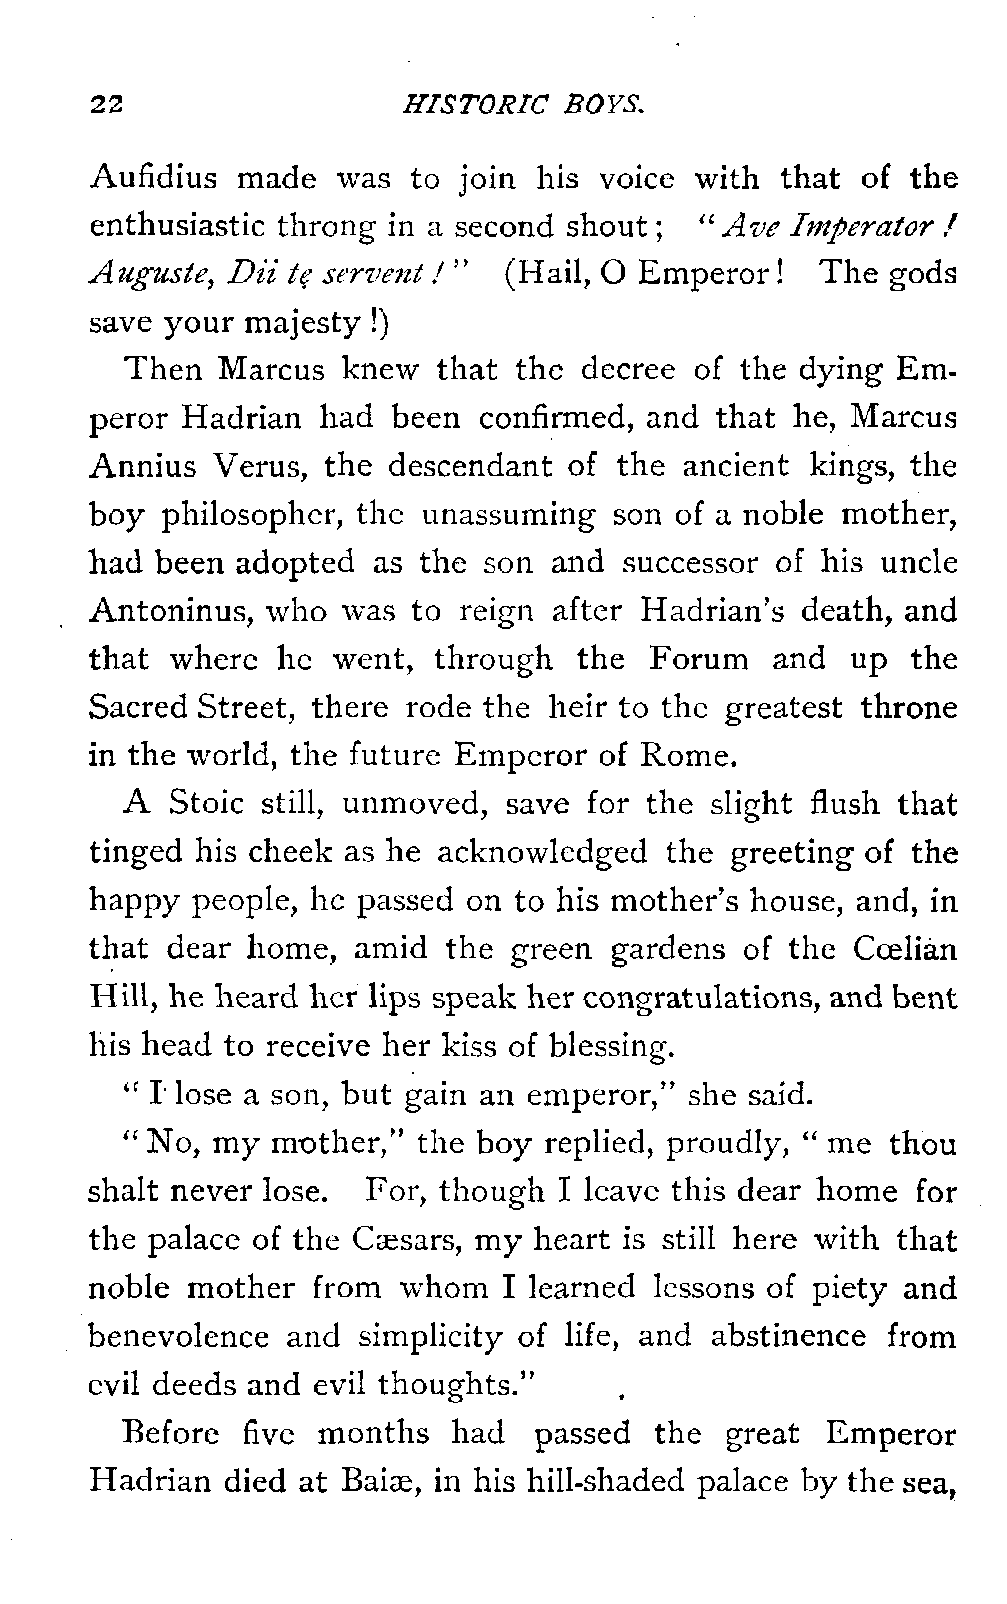 22 HISTORIC BOYS.
Aufidius made was to join his voice with that of the
enthusiastic throng in a second shout; "Ave Imperator!
Auguste, Dii tę servent!" (Hail, O Emperor! The gods
save your majesty!)
Then Marcus knew that the decree of the dying Em-
peror Hadrian had been confirmed, and that he, Marcus
Annius Verus, the descendant of the ancient kings, the
boy philosopher, the unassuming son of a noble mother,
had been adopted as the son and successor of his uncle
Antoninus, who was to reign after Hadrian's death, and
that where he went, through the Forum and up the
Sacred Street, there rode the heir to the greatest throne
in the world, the future Emperor of Rome.
A Stoic still, unmoved, save for the slight flush that
tinged his cheek as he acknowledged the greeting of the
happy people, he passed on to his mother's house, and, in
that dear home, amid the green gardens of the Cœlian
Hill, he heard her lips speak her congratulations, and bent
his head to receive her kiss of blessing.
"I lose a son, but gain an emperor," she said.
"No, my mother," the boy replied, proudly, "me thou
shalt never lose. For, though I leave this dear home for
the palace of the Cæsars, my heart is still here with that
noble mother from whom I learned lessons of piety and
benevolence and simplicity of life, and abstinence from
evil deeds and evil thoughts."
Before five months had passed the great Emperor
Hadrian died at Baiæ, in his hill-shaded palace by the sea,